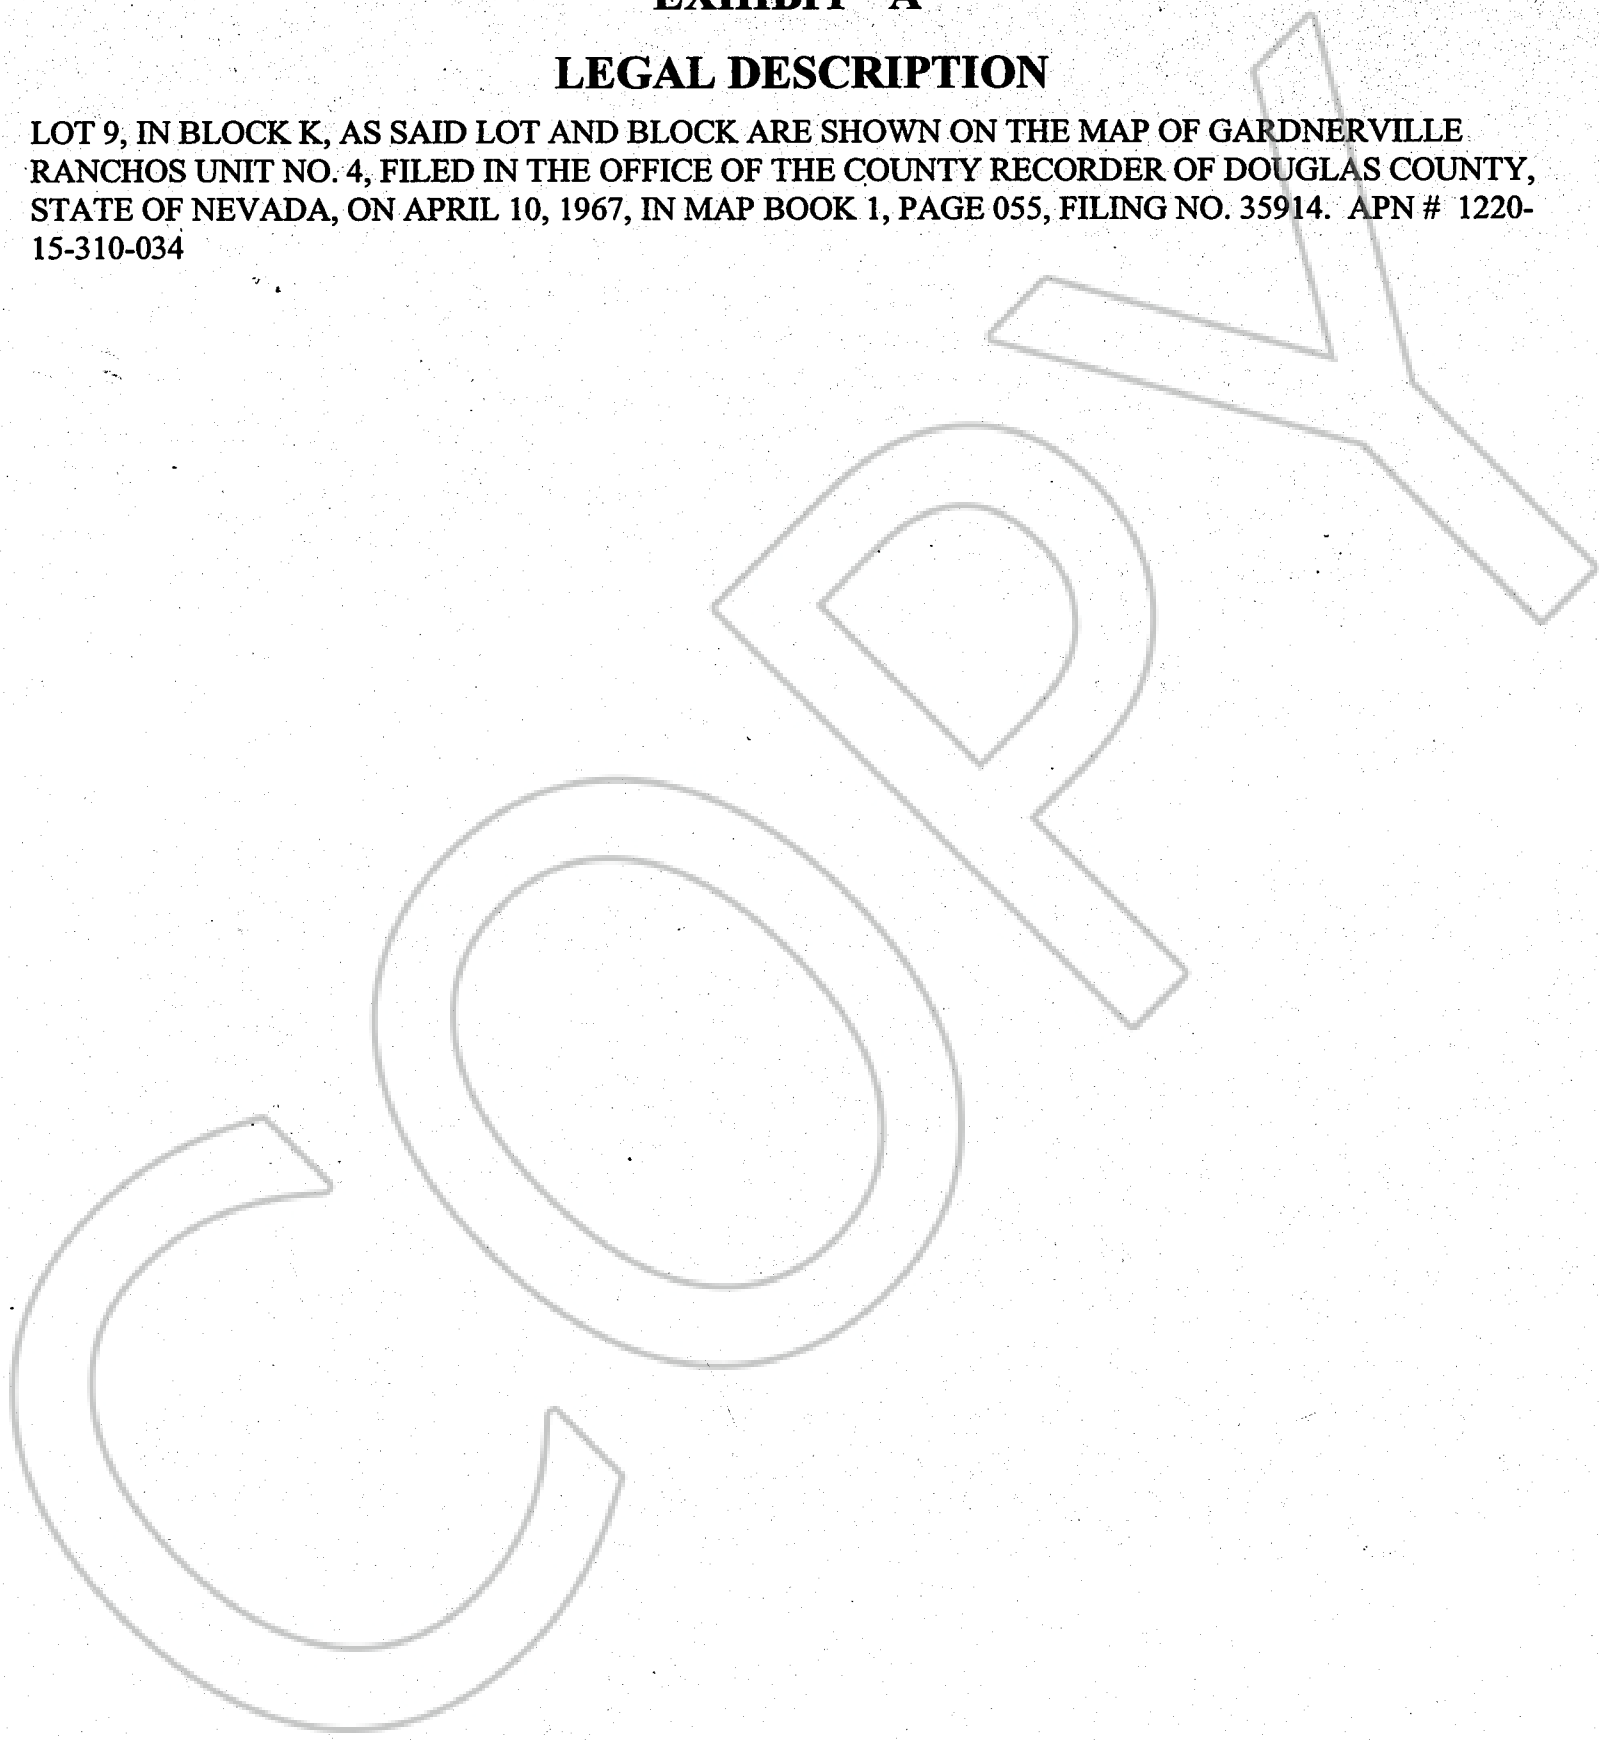 EXHIBIT A
LEGAL DESCRIPTION
LOT 9, IN BLOCK K, AS SAID LOT AND BLOCK ARE SHOWN ON THE MAP OF GARDNERVILLE
RANCHOS UNIT NO. 4, FILED IN THE OFFICE OF THE COUNTY RECORDER OF DOUGLAS COUNTY,
STATE OF NEVADA, ON APRIL 10, 1967, IN MAP BOOK 1, PAGE 055, FILING NO. 35914. APN # 1220-
15-310-034
COPY